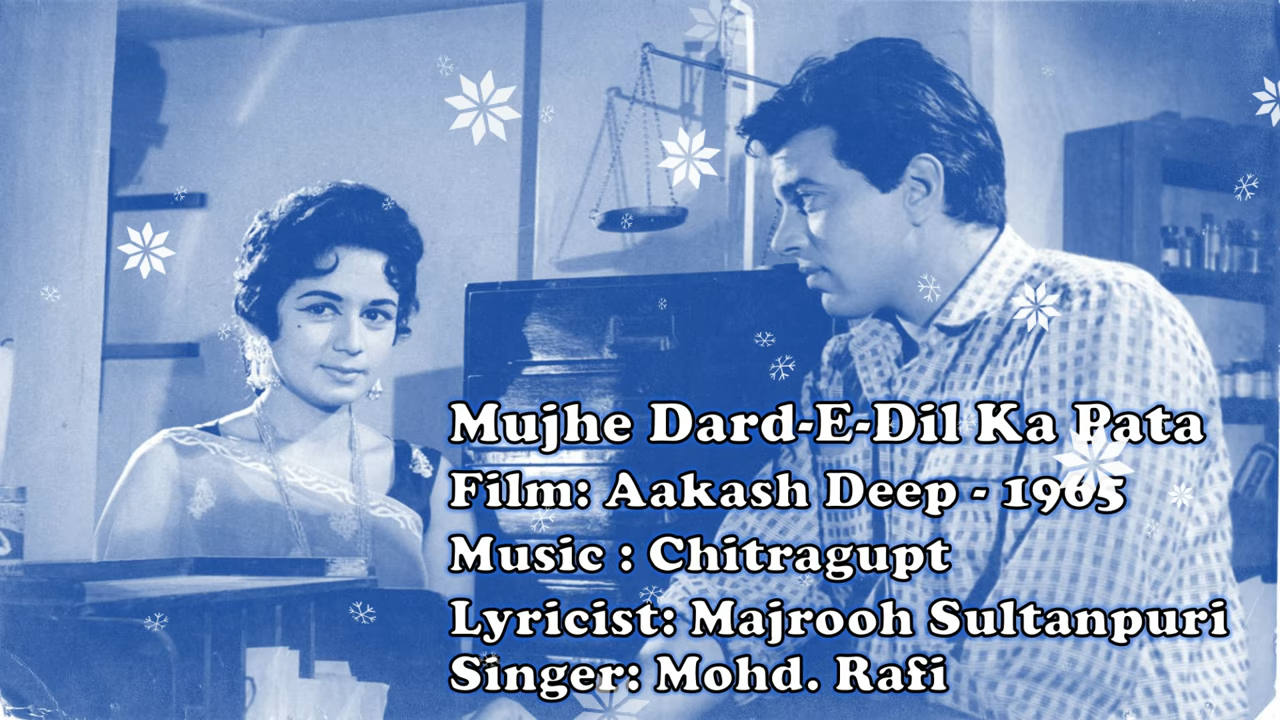 Mujhe Dard-E-Dil Ka Pata
Film: Aakash Deep - 1965
Music : Chitragupt
Lyricist: Majrooh Sultanpuri
Singer: Mohd. Rafi